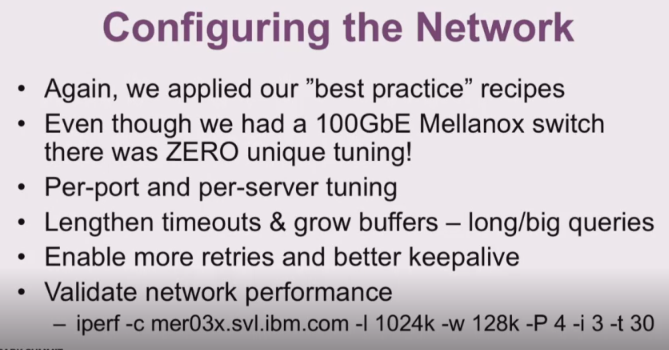 Configuring the Network
• Again, we applied our ”best practice” recipes
• Even though we had a 100GbE Mellanox switch
there was ZERO unique tuning!
• Per-port and per-server tuning
• Lengthen timeouts & grow buffers – long/big queries
• Enable more retries and better keepalive
• Validate network performance
– iperf -c mer03x.svl.ibm.com -l 1024k -w 128k -P 4 -i 3 -t 30